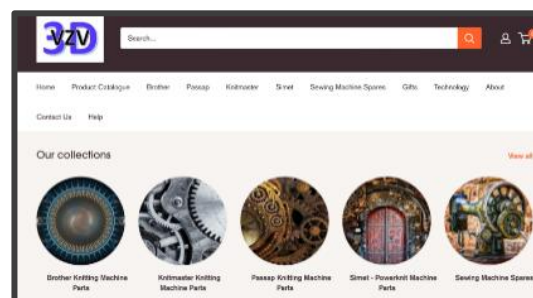 3D
VZV
Search...
Home Product Catalogue Brother Passap Knitmaster Simet Sewing Machine Spares Gifts Technology About
Contact Us Help
Our collections
View all
Brother Knitting Machine
Parts
Knitmaster Knitting
Machine Parts
Passap Knitting Machine
Parts
Simet - Powerknit Machine
Parts
Sewing Machine Spares